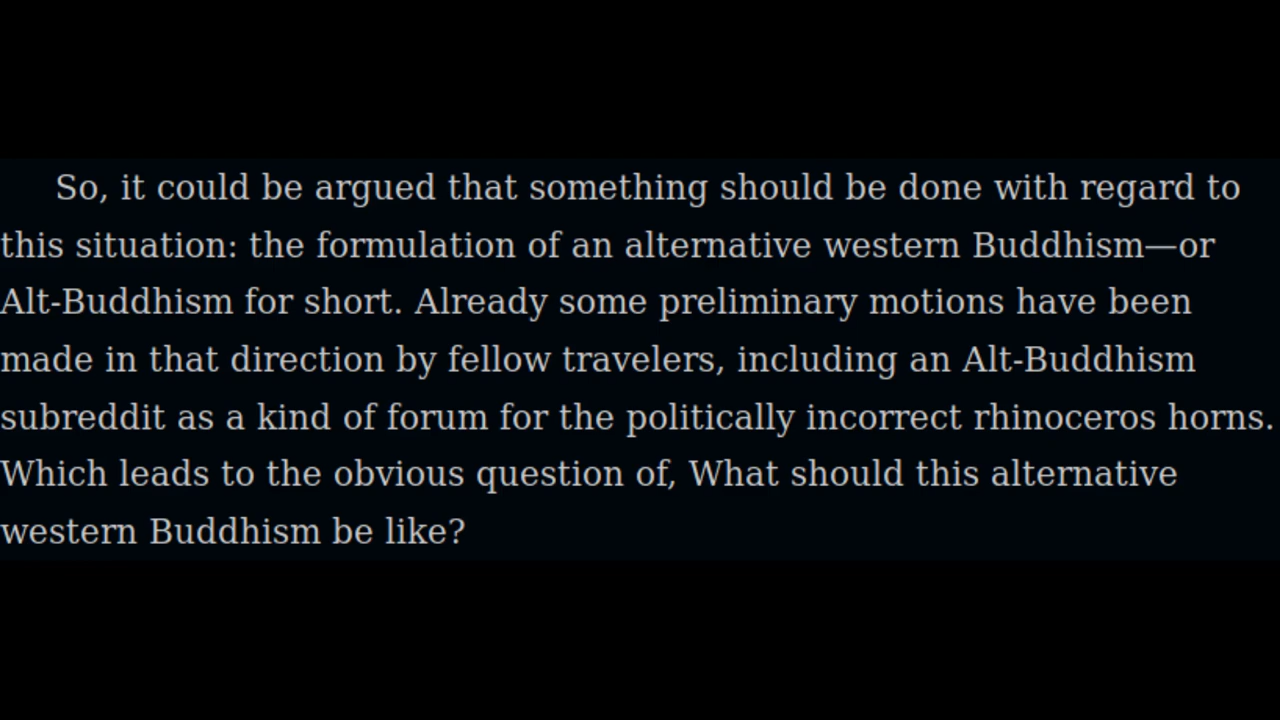 So, it could be argued that something should be done with regard to
this situation: the formulation of an alternative western Buddhism—or
Alt-Buddhism for short. Already some preliminary motions have been
made in that direction by fellow travelers, including an Alt-Buddhism
subreddit as a kind of forum for the politically incorrect rhinoceros horns.
Which leads to the obvious question of, What should this alternative
western Buddhism be like?